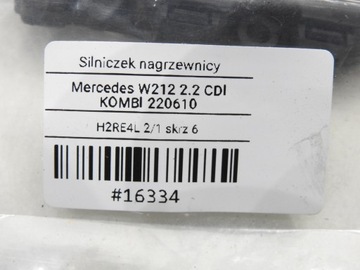 Silniczek nagrzewnicy
Mercedes W212 2.2 CDI
KOMBI 220610
H2RE4L 2/1 skrz 6
#16334